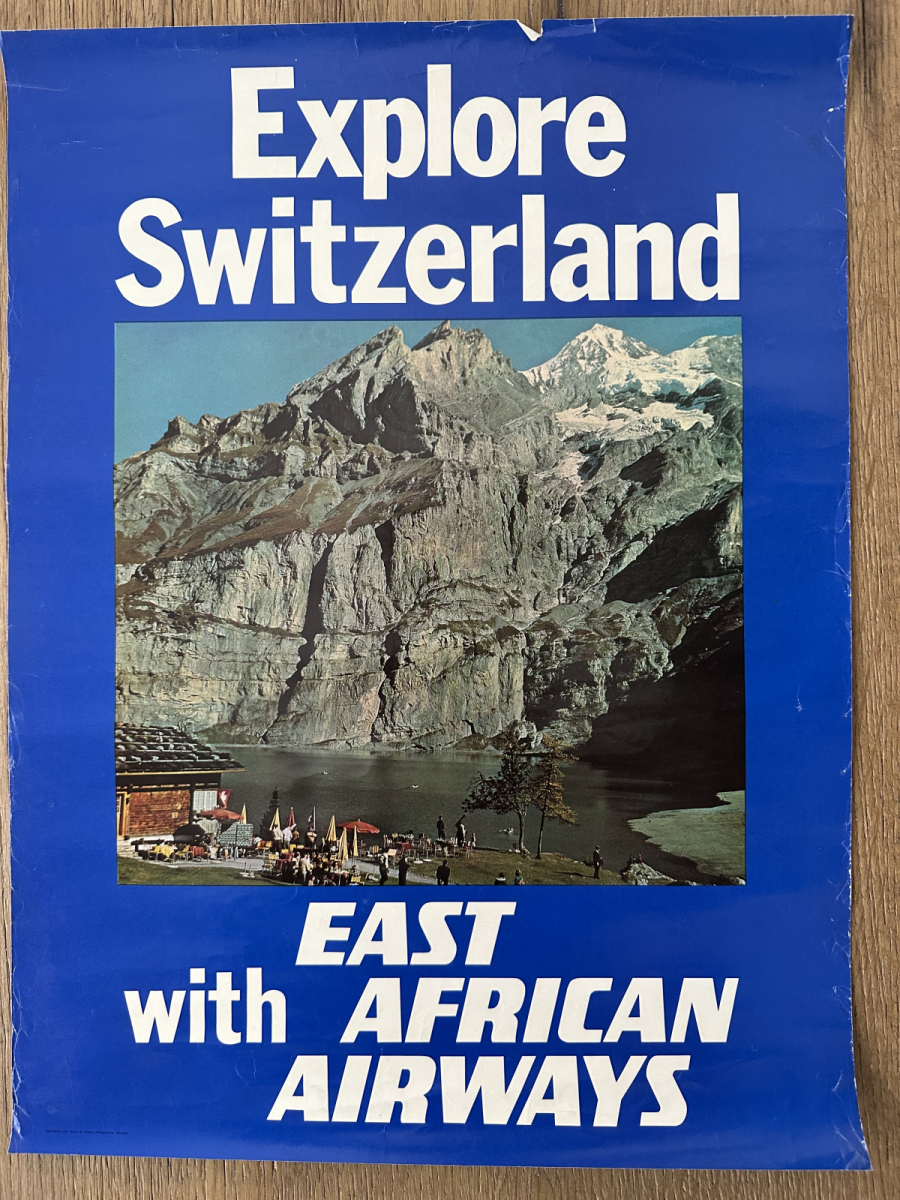 Explore
Switzerland
EAST
with AFRICAN
AIRWAYS